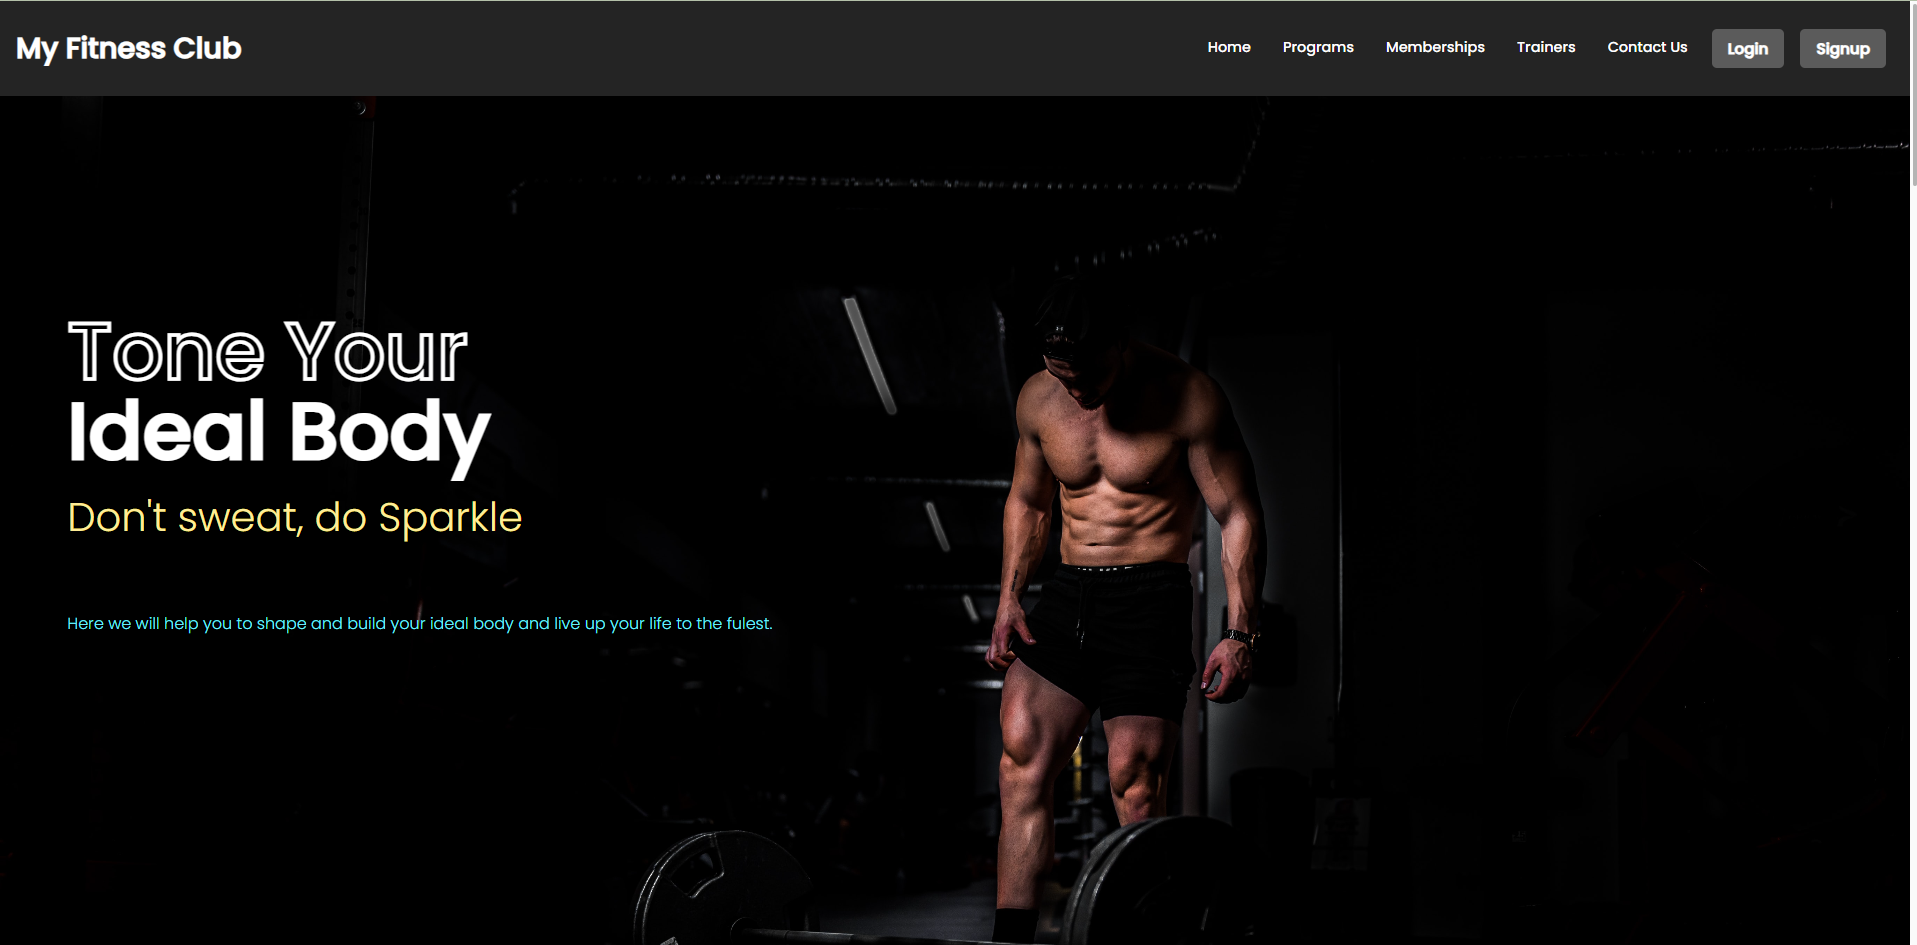 My Fitness Club
Home Programs Memberships Trainers Contact Us Login Signup
Tone Your
Ideal Body
Don't sweat, do Sparkle
Here we will help you to shape and build your ideal body and live up your life to the fulest.